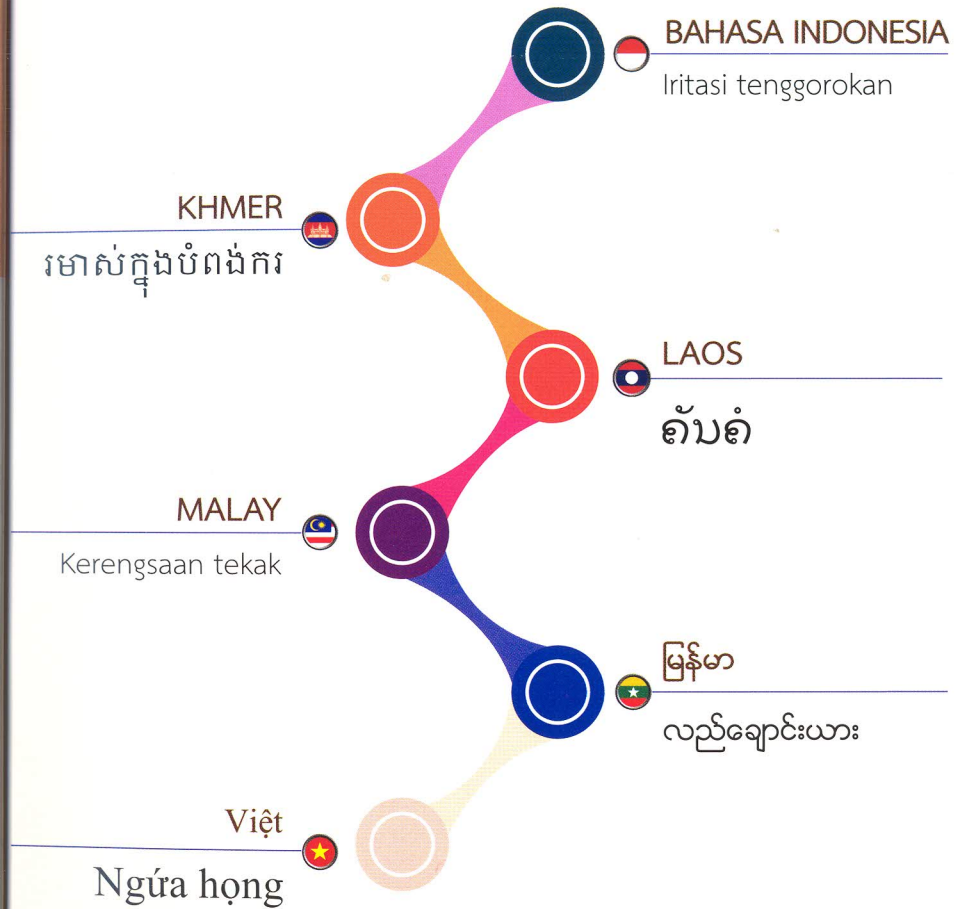 BAHASA INDONESIA
Iritasi tenggorokan
KHMER
រមាស់ក្នុងបំពង់ករ
LAOS
ຄັນຄໍ
MALAY
Kerengsaan tekak
မြန်မာ
လည်ချောင်းယား
Việt
Ngứa họng